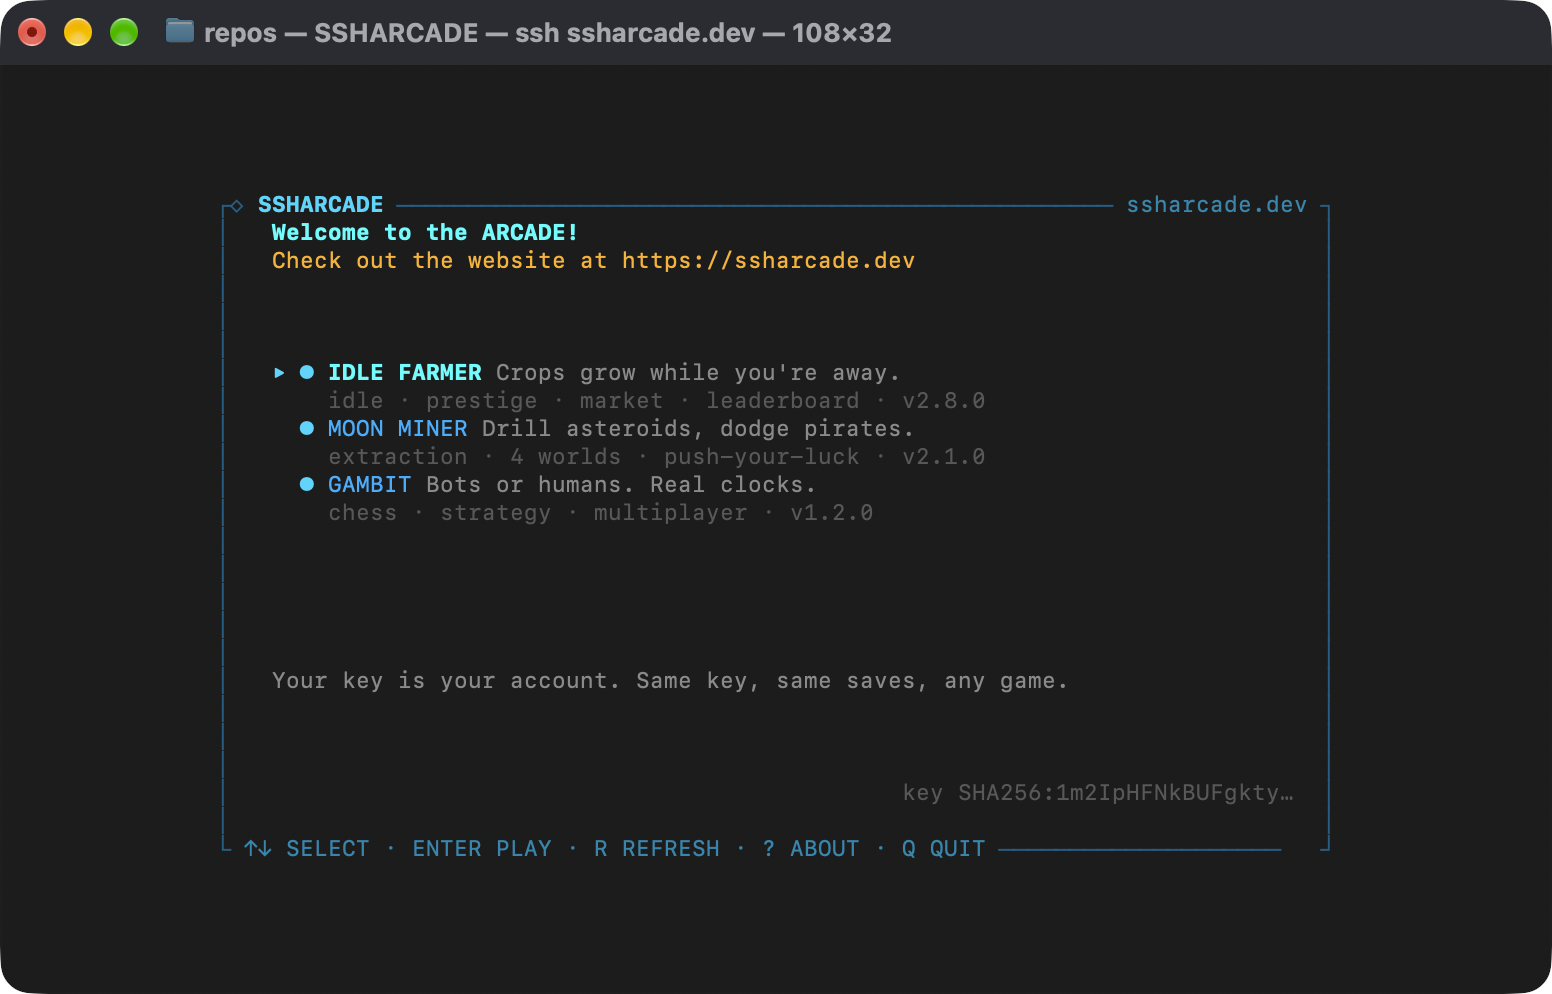 repos — SSHARCADE — ssh ssharcade.dev — 108×32
◇ SSHARCADE ssharcade.dev
Welcome to the ARCADE!
Check out the website at https://ssharcade.dev
▸ ● IDLE FARMER Crops grow while you're away.
idle · prestige · market · leaderboard · v2.8.0
● MOON MINER Drill asteroids, dodge pirates.
extraction · 4 worlds · push-your-luck · v2.1.0
● GAMBIT Bots or humans. Real clocks.
chess · strategy · multiplayer · v1.2.0
Your key is your account. Same key, same saves, any game.
key SHA256:1m2IpHFNkBUFgkty…
↑↓ SELECT · ENTER PLAY · R REFRESH · ? ABOUT · Q QUIT